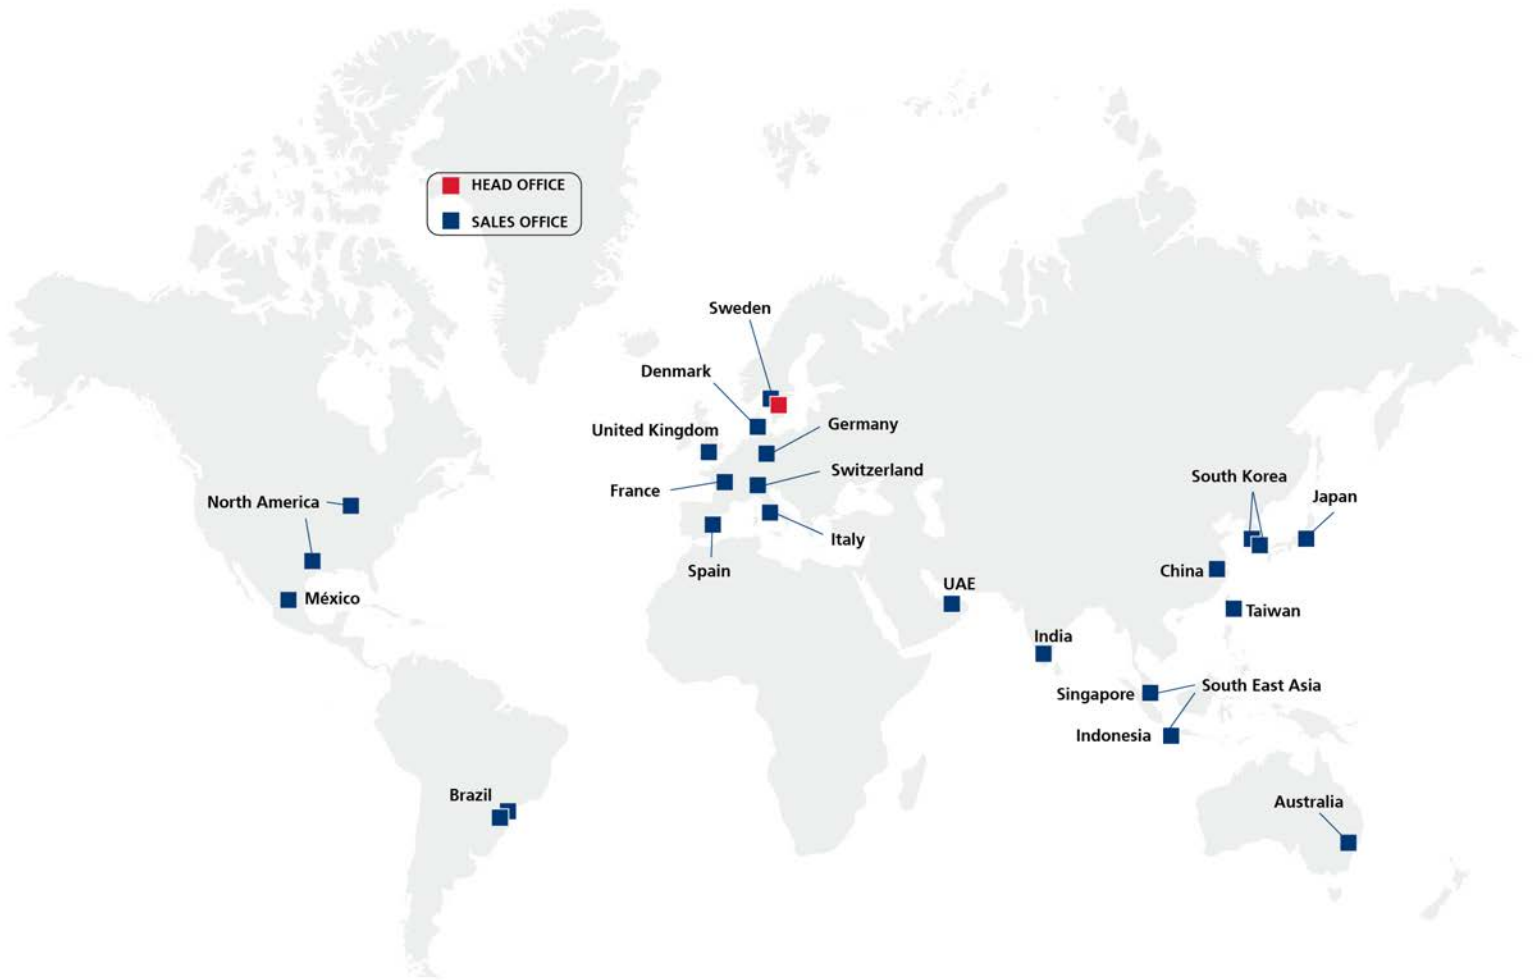 HEAD OFFICE
SALES OFFICE
Sweden
Denmark
Germany
United Kingdom
Switzerland
France
Italy
Spain
North America
México
South Korea
Japan
China
UAE
Taiwan
India
South East Asia
Singapore
Indonesia
Brazil
Australia